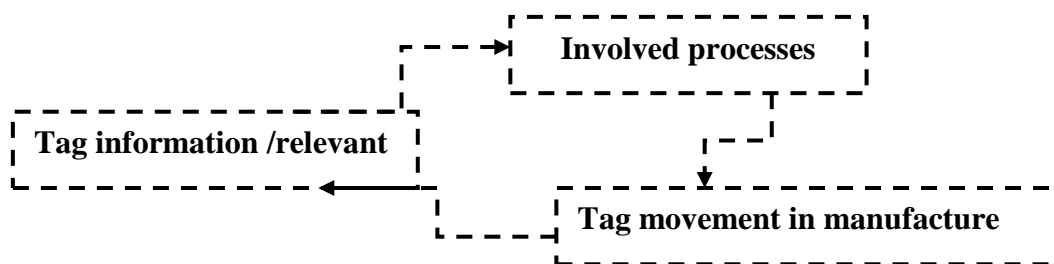 Involved processes
Tag information /relevant
Tag movement in manufacture